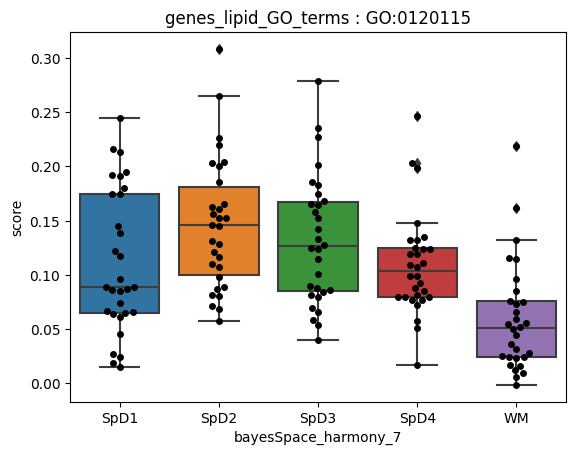 genes_lipid_GO_terms : GO:0120115
0.30
0.25
0.20
0.15
0.10
0.05
0.00
score
SpD1 SpD2 SpD3 SpD4 WM
bayesSpace_harmony_7